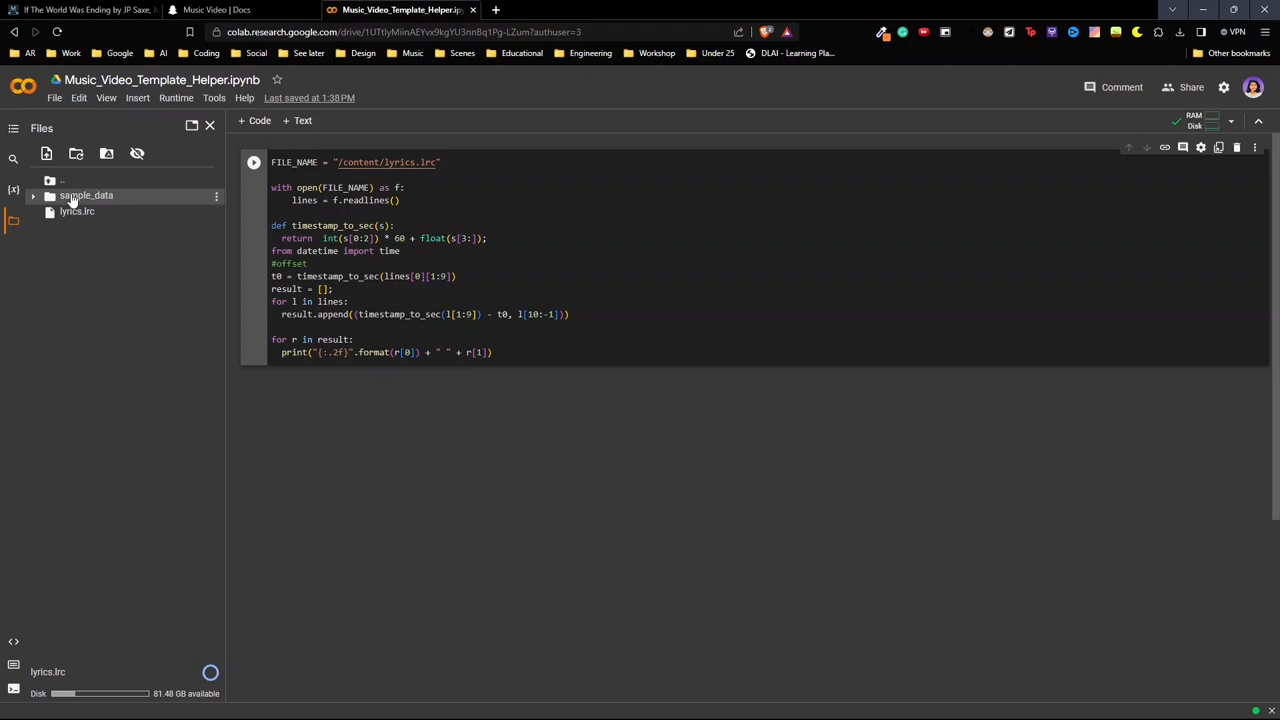 If The World Was Ending by JP Saxe, J
Music Video | Docs
Music_Video_Template_Helper.ipyn
colab.research.google.com/drive/1UTtlyMiinAEYvx9kgYU3nnBq1Pg-LZum?authuser=3
VPN
AR
Work
Google
AI
Coding
Social
See later
Design
Music
Scenes
Educational
Engineering
Workshop
Under 25
DLAI - Learning Pla...
Other bookmarks
Music_Video_Template_Helper.ipynb
Comment
Share
File
Edit
View
Insert
Runtime
Tools
Help
Last saved at 1:38 PM
Files
+ Code
+ Text
RAM
Disk
..
sample_data
lyrics.lrc
FILE_NAME = "/content/lyrics.lrc"
with open(FILE_NAME) as f:
lines = f.readlines()
def timestamp_to_sec(s):
return  int(s[0:2]) * 60 + float(s[3:]);
from datetime import time
#offset
t0 = timestamp_to_sec(lines[0][1:9])
result = [];
for l in lines:
result.append((timestamp_to_sec(l[1:9]) - t0, l[10:-1]))
for r in result:
print("{:.2f}".format(r[0]) + " " + r[1])
lyrics.lrc
Disk
81.48 GB available